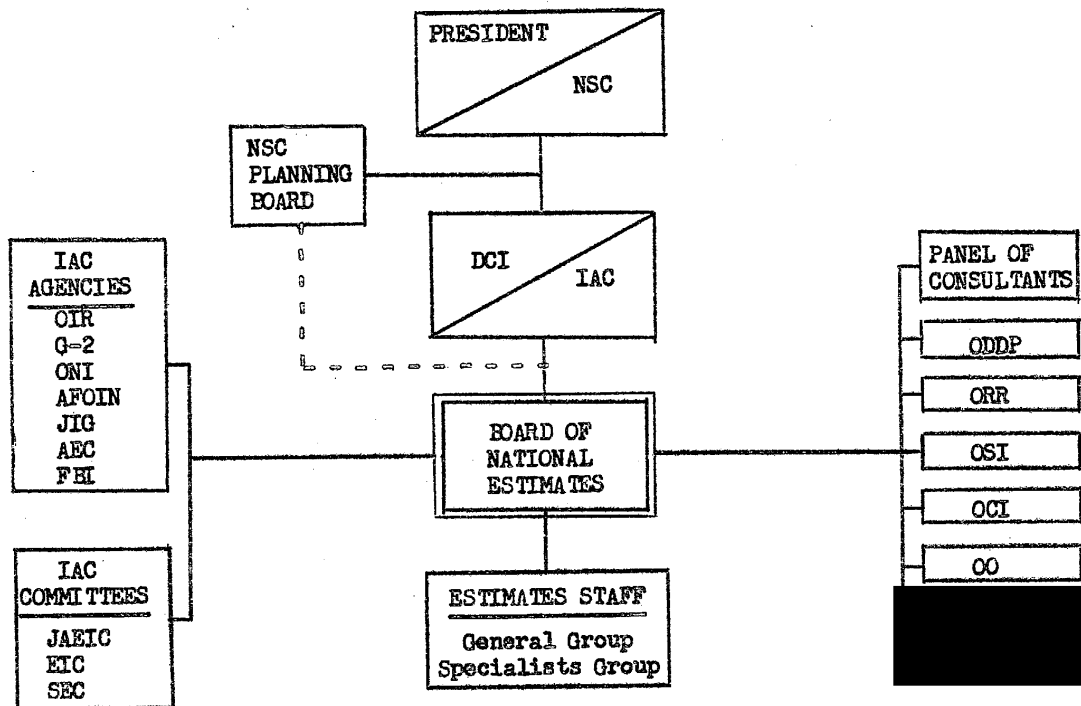 PRESIDENT
NSC
NSC
PLANNING
BOARD
DCI
IAC
IAC
AGENCIES
OIR
G-2
ONI
AFOIN
JIG
AEC
FBI
PANEL OF
CONSULTANTS
ODDP
ORR
OSI
OCI
OO
BOARD OF
NATIONAL
ESTIMATES
IAC
COMMITTEES
JAEIC
EIC
SEC
ESTIMATES STAFF
General Group
Specialists Group